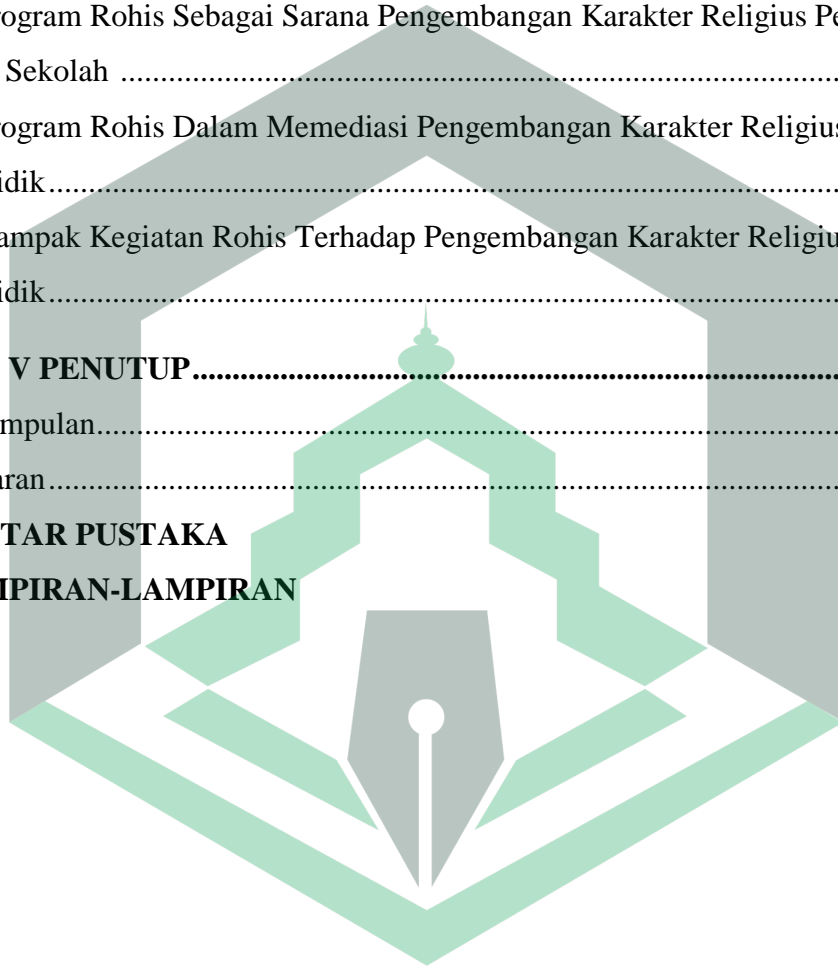 rogram Rohis Sebagai Sarana Pengembangan Karakter Religius Pe
Sekolah ................................................................................
rogram Rohis Dalam Memediasi Pengembangan Karakter Religius
idik................................................................................
ampak Kegiatan Rohis Terhadap Pengembangan Karakter Religiu
idik................................................................................
V PENUTUP................................................................................
mpulan................................................................................
aran................................................................................
TAR PUSTAKA
MPIRAN-LAMPIRAN